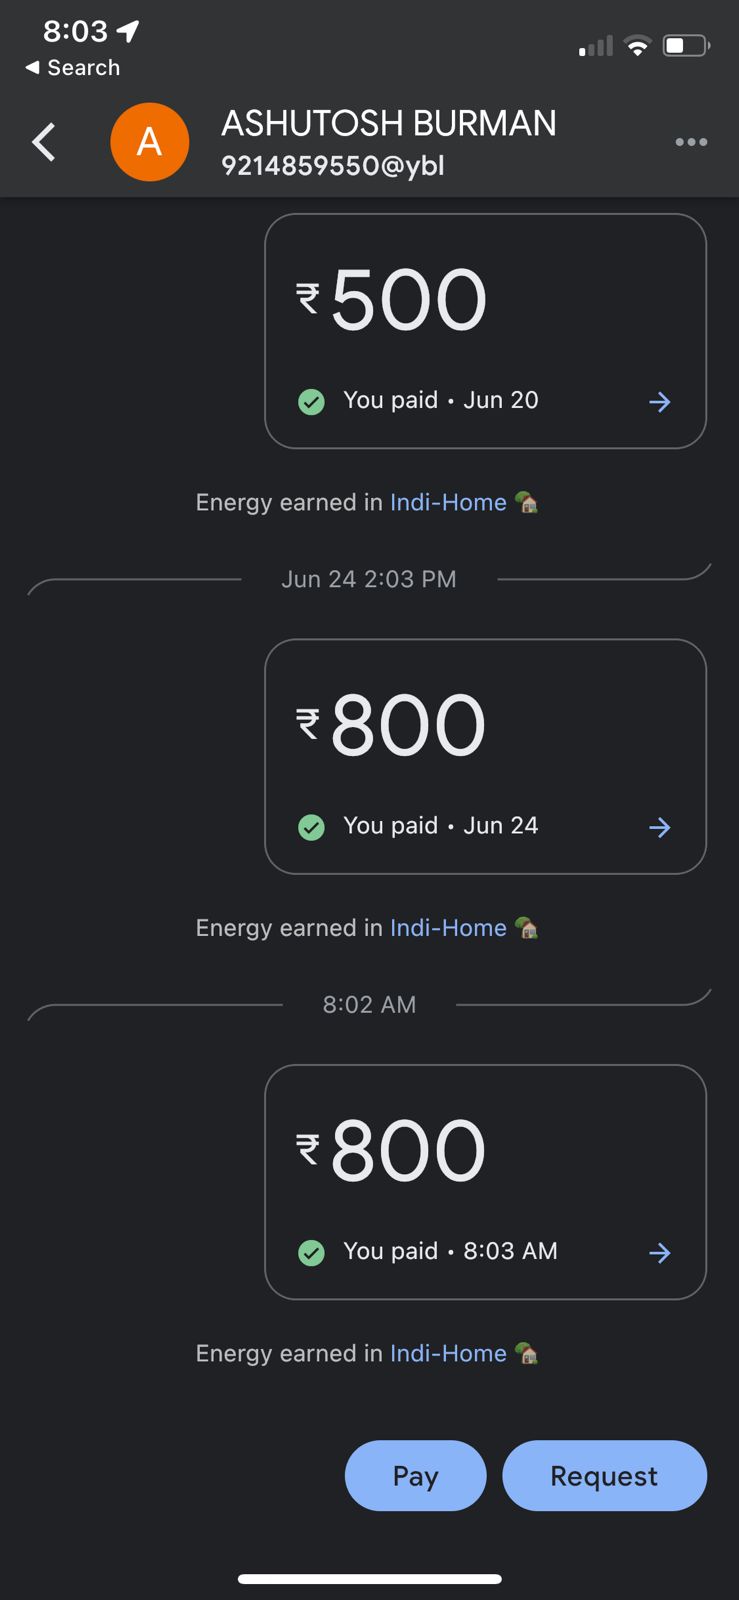 8:03
◀ Search
A
ASHUTOSH BURMAN
9214859550@ybl
₹500
You paid • Jun 20
Energy earned in Indi-Home
Jun 24 2:03 PM
₹800
You paid • Jun 24
Energy earned in Indi-Home
8:02 AM
₹800
You paid • 8:03 AM
Energy earned in Indi-Home
Pay Request